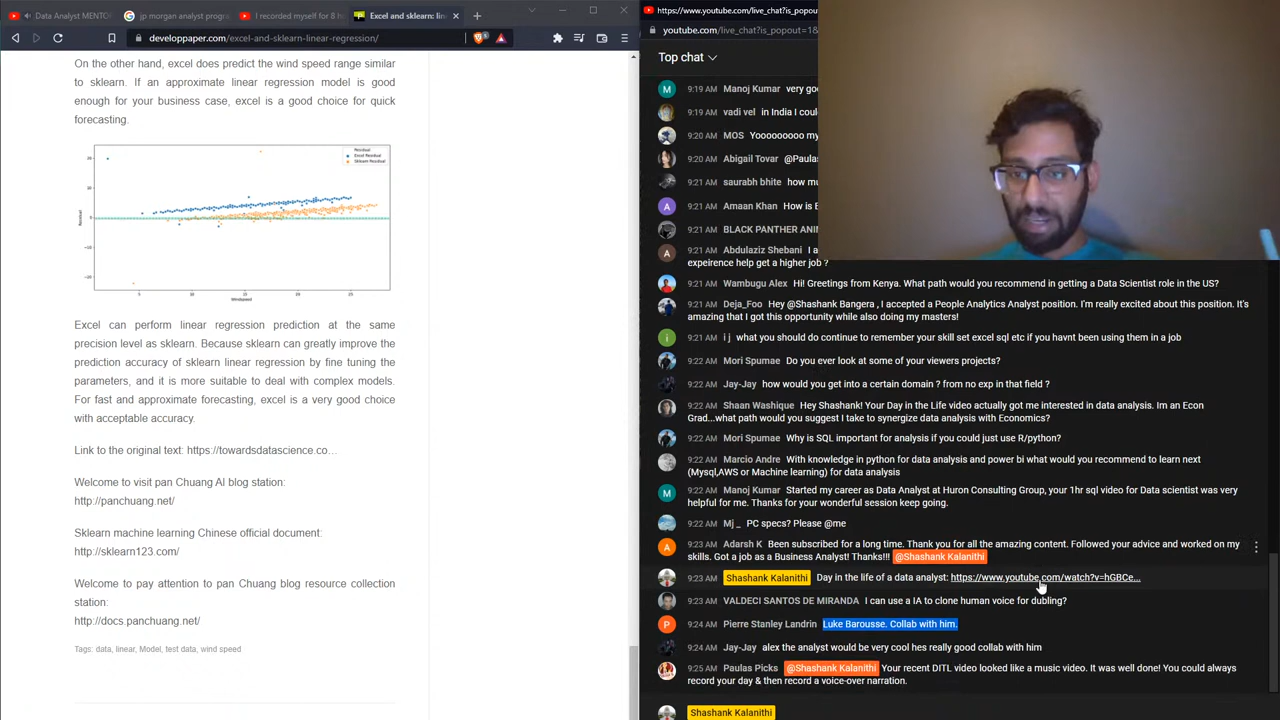 Data Analyst MENTO
jp morgan analyst progr
I recorded myself for 8 h
Excel and sklearn: lin
developpaper.com/excel-and-sklearn-linear-regression/
On the other hand, excel does predict the wind speed range similar
to sklearn. If an approximate linear regression model is good
enough for your business case, excel is a good choice for quick
forecasting.
Residual
Excel Residual
Sklearn Residual
20
10
0
-10
-20
Residual
5
15
20
25
Windspeed
Excel can perform linear regression prediction at the same
precision level as sklearn. Because sklearn can greatly improve the
prediction accuracy of sklearn linear regression by fine tuning the
parameters, and it is more suitable to deal with complex models.
For fast and approximate forecasting, excel is a very good choice
with acceptable accuracy.
Link to the original text: https://towardsdatascience.co…
Welcome to visit pan Chuang AI blog station:
http://panchuang.net/
Sklearn machine learning Chinese official document:
http://sklearn123.com/
Welcome to pay attention to pan Chuang blog resource collection
station:
http://docs.panchuang.net/
Tags: data, linear, Model, test data, wind speed
https://www.youtube.com/live_chat?is_popou
youtube.com/live_chat?is_popout=1&
Top chat
M 9:19 AM Manoj Kumar very go
9:19 AM vadi vel in India I coul
9:20 AM MOS Yooooooooo my
9:20 AM Abigail Tovar @Paulas
9:21 AM saurabh bhite how mu
A 9:21 AM Amaan Khan How is B
9:21 AM BLACK PANTHER ANI
A 9:21 AM Abdulaziz Shebani I a
expeirence help get a higher job ?
9:21 AM Wambugu Alex Hi! Greetings from Kenya. What path would you recommend in getting a Data Scientist role in the US?
9:21 AM Deja_Foo Hey @Shashank Bangera , I accepted a People Analytics Analyst position. I'm really excited about this position. It's
amazing that I got this opportunity while also doing my masters!
i 9:21 AM i j what you should do continue to remember your skill set excel sql etc if you havnt been using them in a job
9:22 AM Mori Spumae Do you ever look at some of your viewers projects?
9:22 AM Jay-Jay how would you get into a certain domain ? from no exp in that field ?
9:22 AM Shaan Washique Hey Shashank! Your Day in the Life video actually got me interested in data analysis. Im an Econ
Grad...what path would you suggest I take to synergize data analysis with Economics?
9:22 AM Mori Spumae Why is SQL important for analysis if you could just use R/python?
9:22 AM Marcio Andre With knowledge in python for data analysis and power bi what would you recommend to learn next
(Mysql,AWS or Machine learning) for data analysis
M 9:22 AM Manoj Kumar Started my career as Data Analyst at Huron Consulting Group, your 1hr sql video for Data scientist was very
helpful for me. Thanks for your wonderful session keep going.
9:22 AM Mj _ PC specs? Please @me
A 9:23 AM Adarsh K Been subscribed for a long time. Thank you for all the amazing content. Followed your advice and worked on my
skills. Got a job as a Business Analyst! Thanks!!! @Shashank Kalanithi
9:23 AM Shashank Kalanithi Day in the life of a data analyst: https://www.youtube.com/watch?v=hGBCe...
9:23 AM VALDECI SANTOS DE MIRANDA I can use a IA to clone human voice for dubling?
P 9:24 AM Pierre Stanley Landrin Luke Barousse. Collab with him.
9:24 AM Jay-Jay alex the analyst would be very cool hes really good collab with him
9:25 AM Paulas Picks @Shashank Kalanithi Your recent DITL video looked like a music video. It was well done! You could always
record your day & then record a voice-over narration.
Shashank Kalanithi